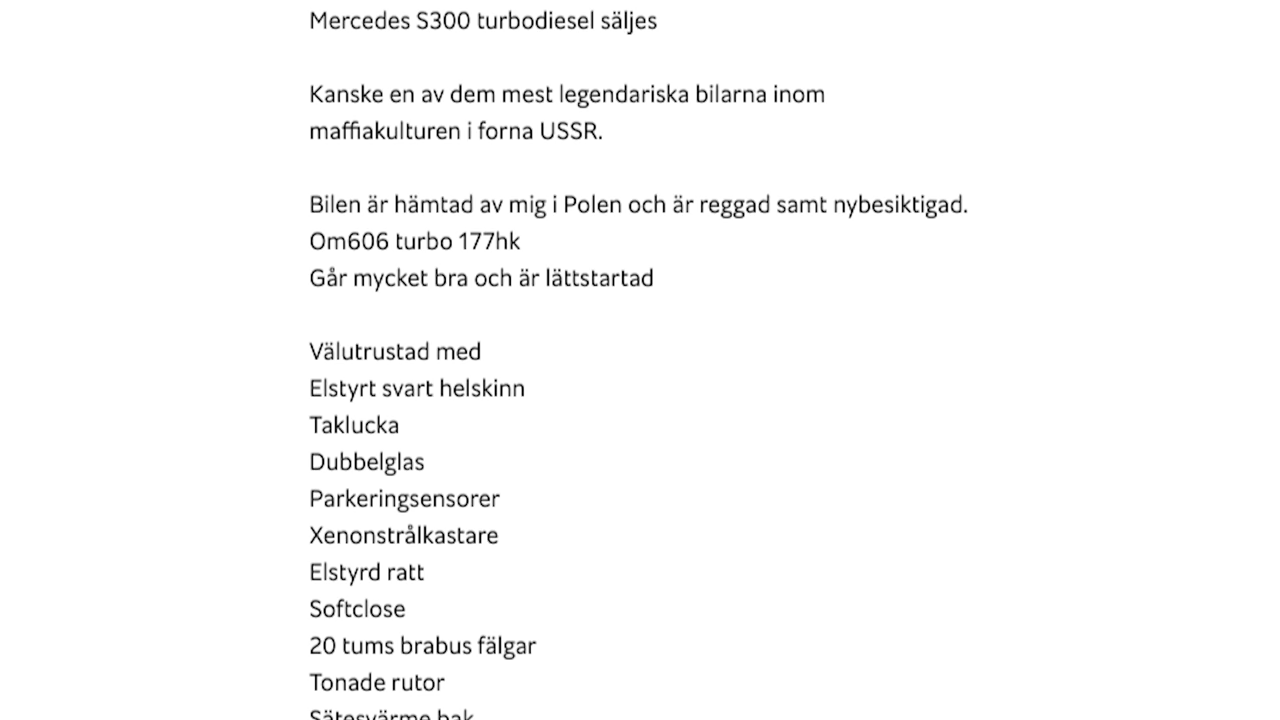 Mercedes S300 turbodiesel säljes
Kanske en av dem mest legendariska bilarna inom
maffiakulturen i forna USSR.
Bilen är hämtad av mig i Polen och är reggad samt nybesiktigad.
Om606 turbo 177hk
Går mycket bra och är lättstartad
Välutrustad med
Elstyrt svart helskinn
Taklucka
Dubbelglas
Parkeringsensorer
Xenonstrålkastare
Elstyrd ratt
Softclose
20 tums brabus fälgar
Tonade rutor
Sätesvärme bak